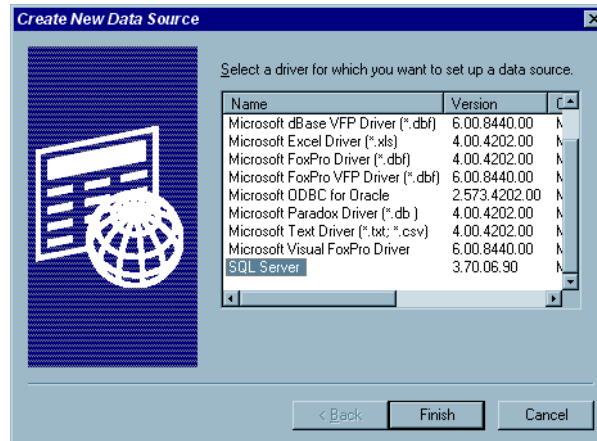 Create New Data Source
Select a driver for which you want to set up a data source.
Name Version
Microsoft dBase VFP Driver (*.dbf) 6.00.8440.00
Microsoft Excel Driver (*.xls) 4.00.4202.00
Microsoft FoxPro Driver (*.dbf) 4.00.4202.00
Microsoft FoxPro VFP Driver (*.dbf) 6.00.8440.00
Microsoft ODBC for Oracle 2.573.4202.00
Microsoft Paradox Driver (*.db ) 4.00.4202.00
Microsoft Text Driver (*.txt; *.csv) 4.00.4202.00
Microsoft Visual FoxPro Driver 6.00.8440.00
SQL Server 3.70.06.90
< Back Finish Cancel